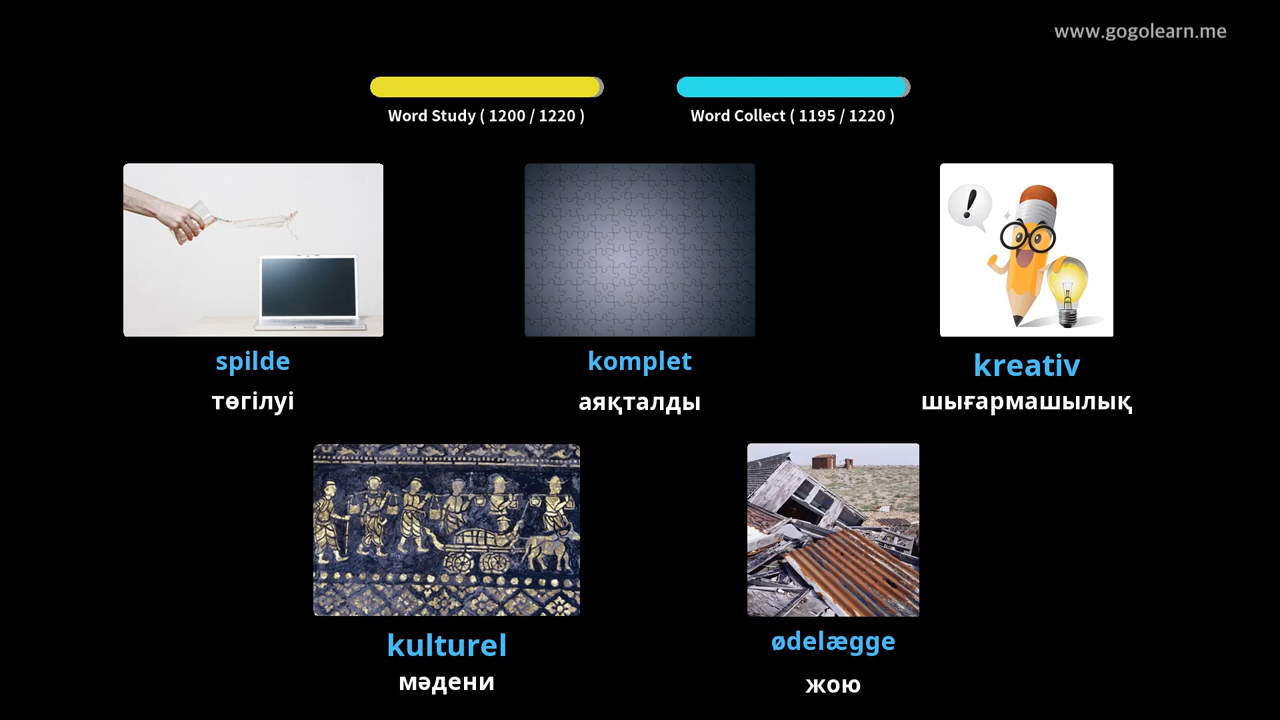 www.gogolearn.me
Word Study ( 1200 / 1220 )
Word Collect ( 1195 / 1220 )
spilde
төгілуі
komplet
аяқталды
kreativ
шығармашылық
kulturel
мәдени
ødelægge
жою